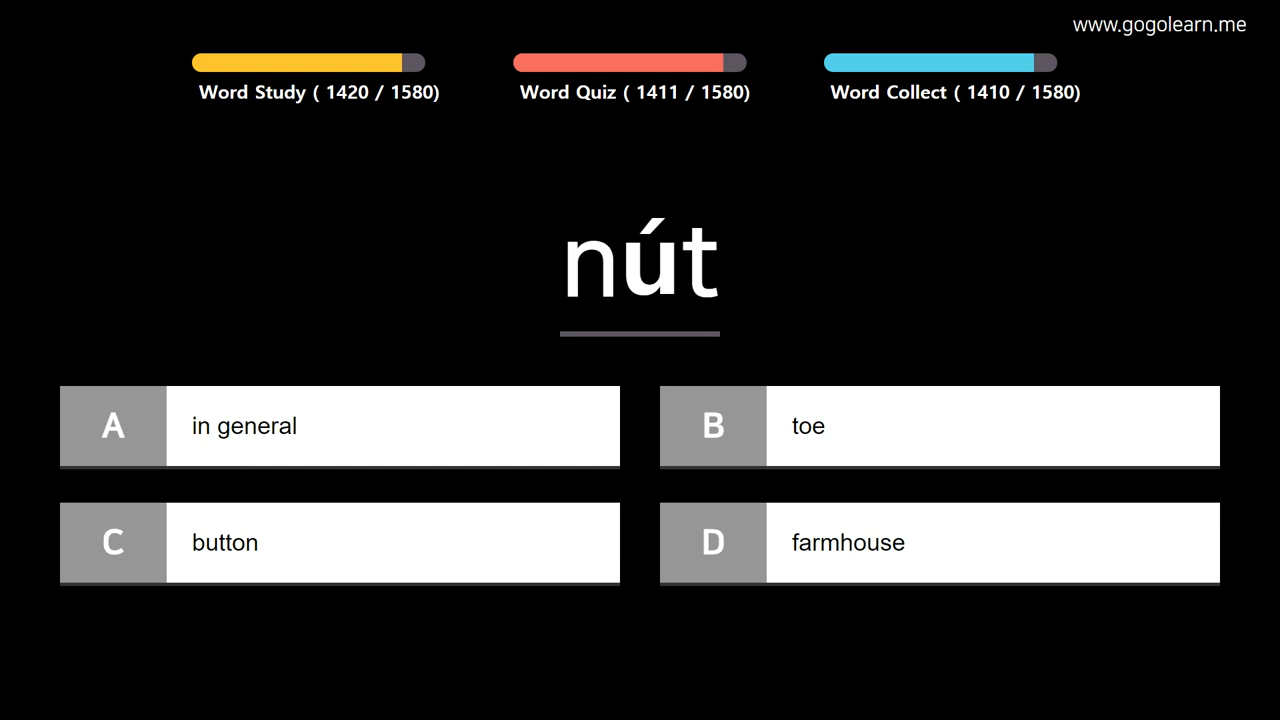 www.gogolearn.me
Word Study ( 1420 / 1580)
Word Quiz ( 1411 / 1580)
Word Collect ( 1410 / 1580)
nút
A in general
B toe
C button
D farmhouse